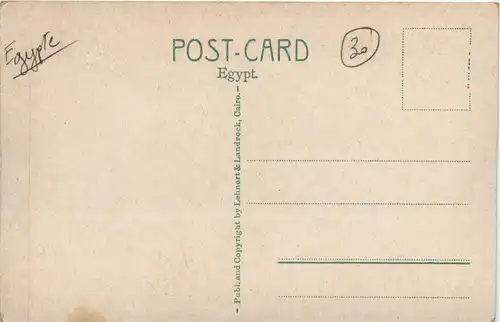 Egypte
POST-CARD
30
Egypt.
- Publ. and Copyright by Lehnert & Landrock, Cairo. -